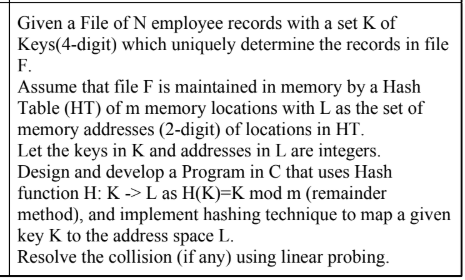 Given a File of N employee records with a set K of
Keys(4-digit) which uniquely determine the records in file
F.
Assume that file F is maintained in memory by a Hash
Table (HT) of m memory locations with L as the set of
memory addresses (2-digit) of locations in HT.
Let the keys in K and addresses in L are integers.
Design and develop a Program in C that uses Hash
function H: K -> L as H(K)=K mod m (remainder
method), and implement hashing technique to map a given
key K to the address space L.
Resolve the collision (if any) using linear probing.